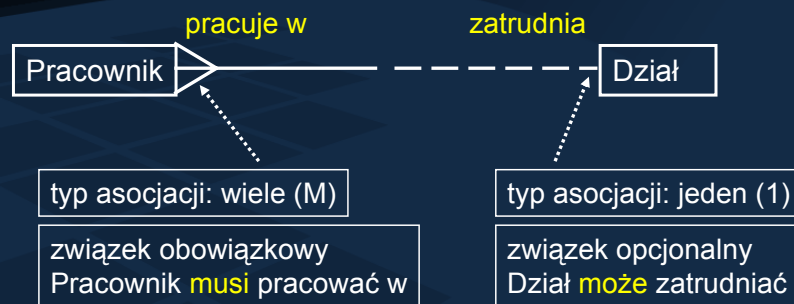 pracuje w
zatrudnia
Pracownik
Dział
typ asocjacji: wiele (M)
typ asocjacji: jeden (1)
związek obowiązkowy
Pracownik musi pracować w
związek opcjonalny
Dział może zatrudniać